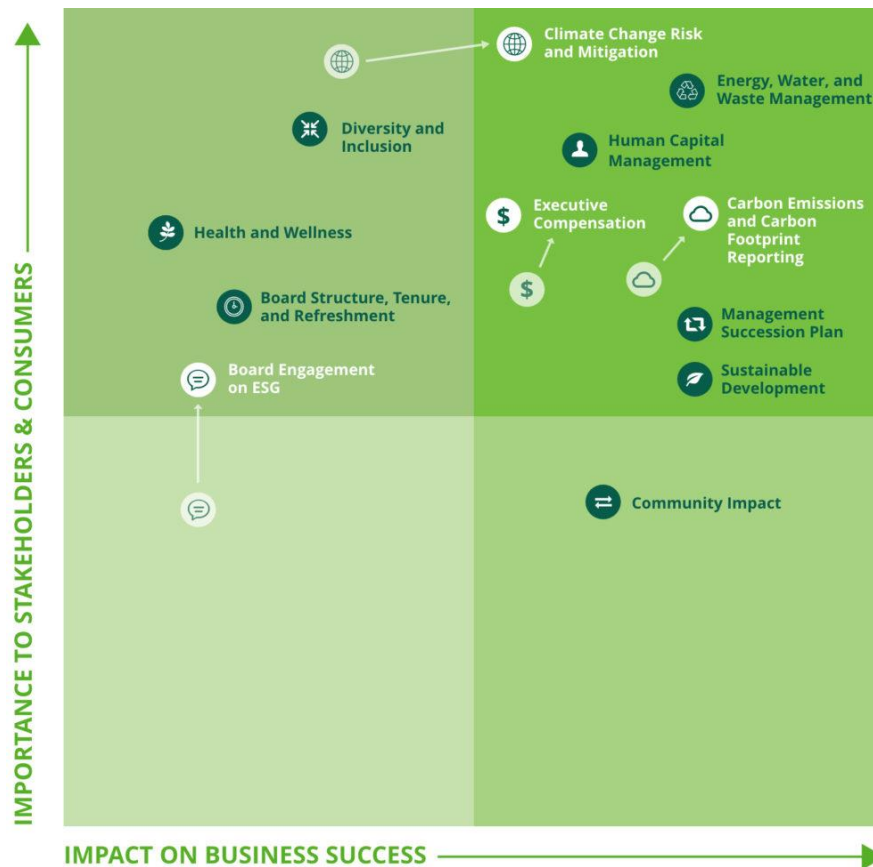 IMPORTANCE TO STAKEHOLDERS & CONSUMERS
Climate Change Risk
and Mitigation
Energy, Water, and
Waste Management
Diversity and
Inclusion
Human Capital
Management
Executive
Compensation
Carbon Emissions
and Carbon
Footprint
Reporting
Health and Wellness
Board Structure, Tenure,
and Refreshment
Management
Succession Plan
Board Engagement
on ESG
Sustainable
Development
Community Impact
IMPACT ON BUSINESS SUCCESS